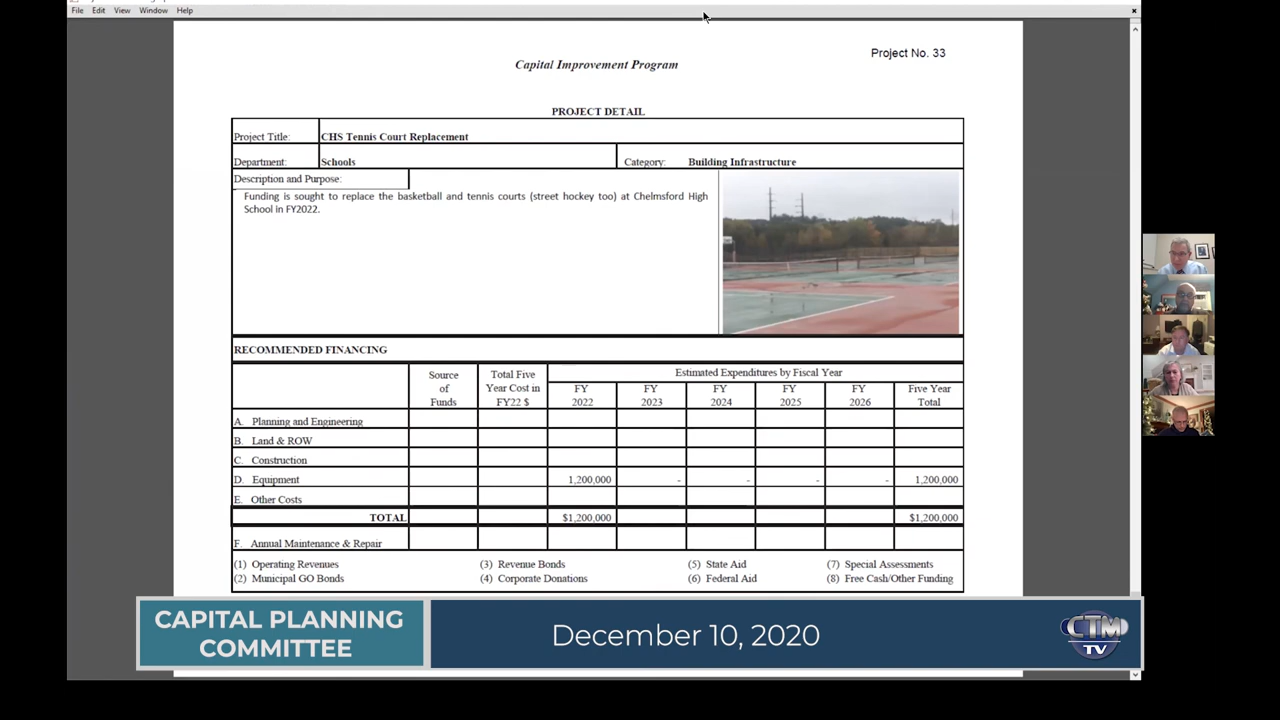 File Edit View Window Help
Project No. 33
Capital Improvement Program
PROJECT DETAIL
Project Title: CHS Tennis Court Replacement
Department: Schools Category: Building Infrastructure
Description and Purpose:
Funding is sought to replace the basketball and tennis courts (street hockey too) at Chelmsford High
School in FY2022.
RECOMMENDED FINANCING
Source of Funds Total Five Year Cost in FY22 $ Estimated Expenditures by Fiscal Year
FY 2022 FY 2023 FY 2024 FY 2025 FY 2026 Five Year Total
A. Planning and Engineering
B. Land & ROW
C. Construction
D. Equipment 1,200,000 - - - - 1,200,000
E. Other Costs
TOTAL $1,200,000 $1,200,000
F. Annual Maintenance & Repair
(1) Operating Revenues (3) Revenue Bonds (5) State Aid (7) Special Assessments
(2) Municipal GO Bonds (4) Corporate Donations (6) Federal Aid (8) Free Cash/Other Funding
CAPITAL PLANNING
COMMITTEE
December 10, 2020
CTM
TV